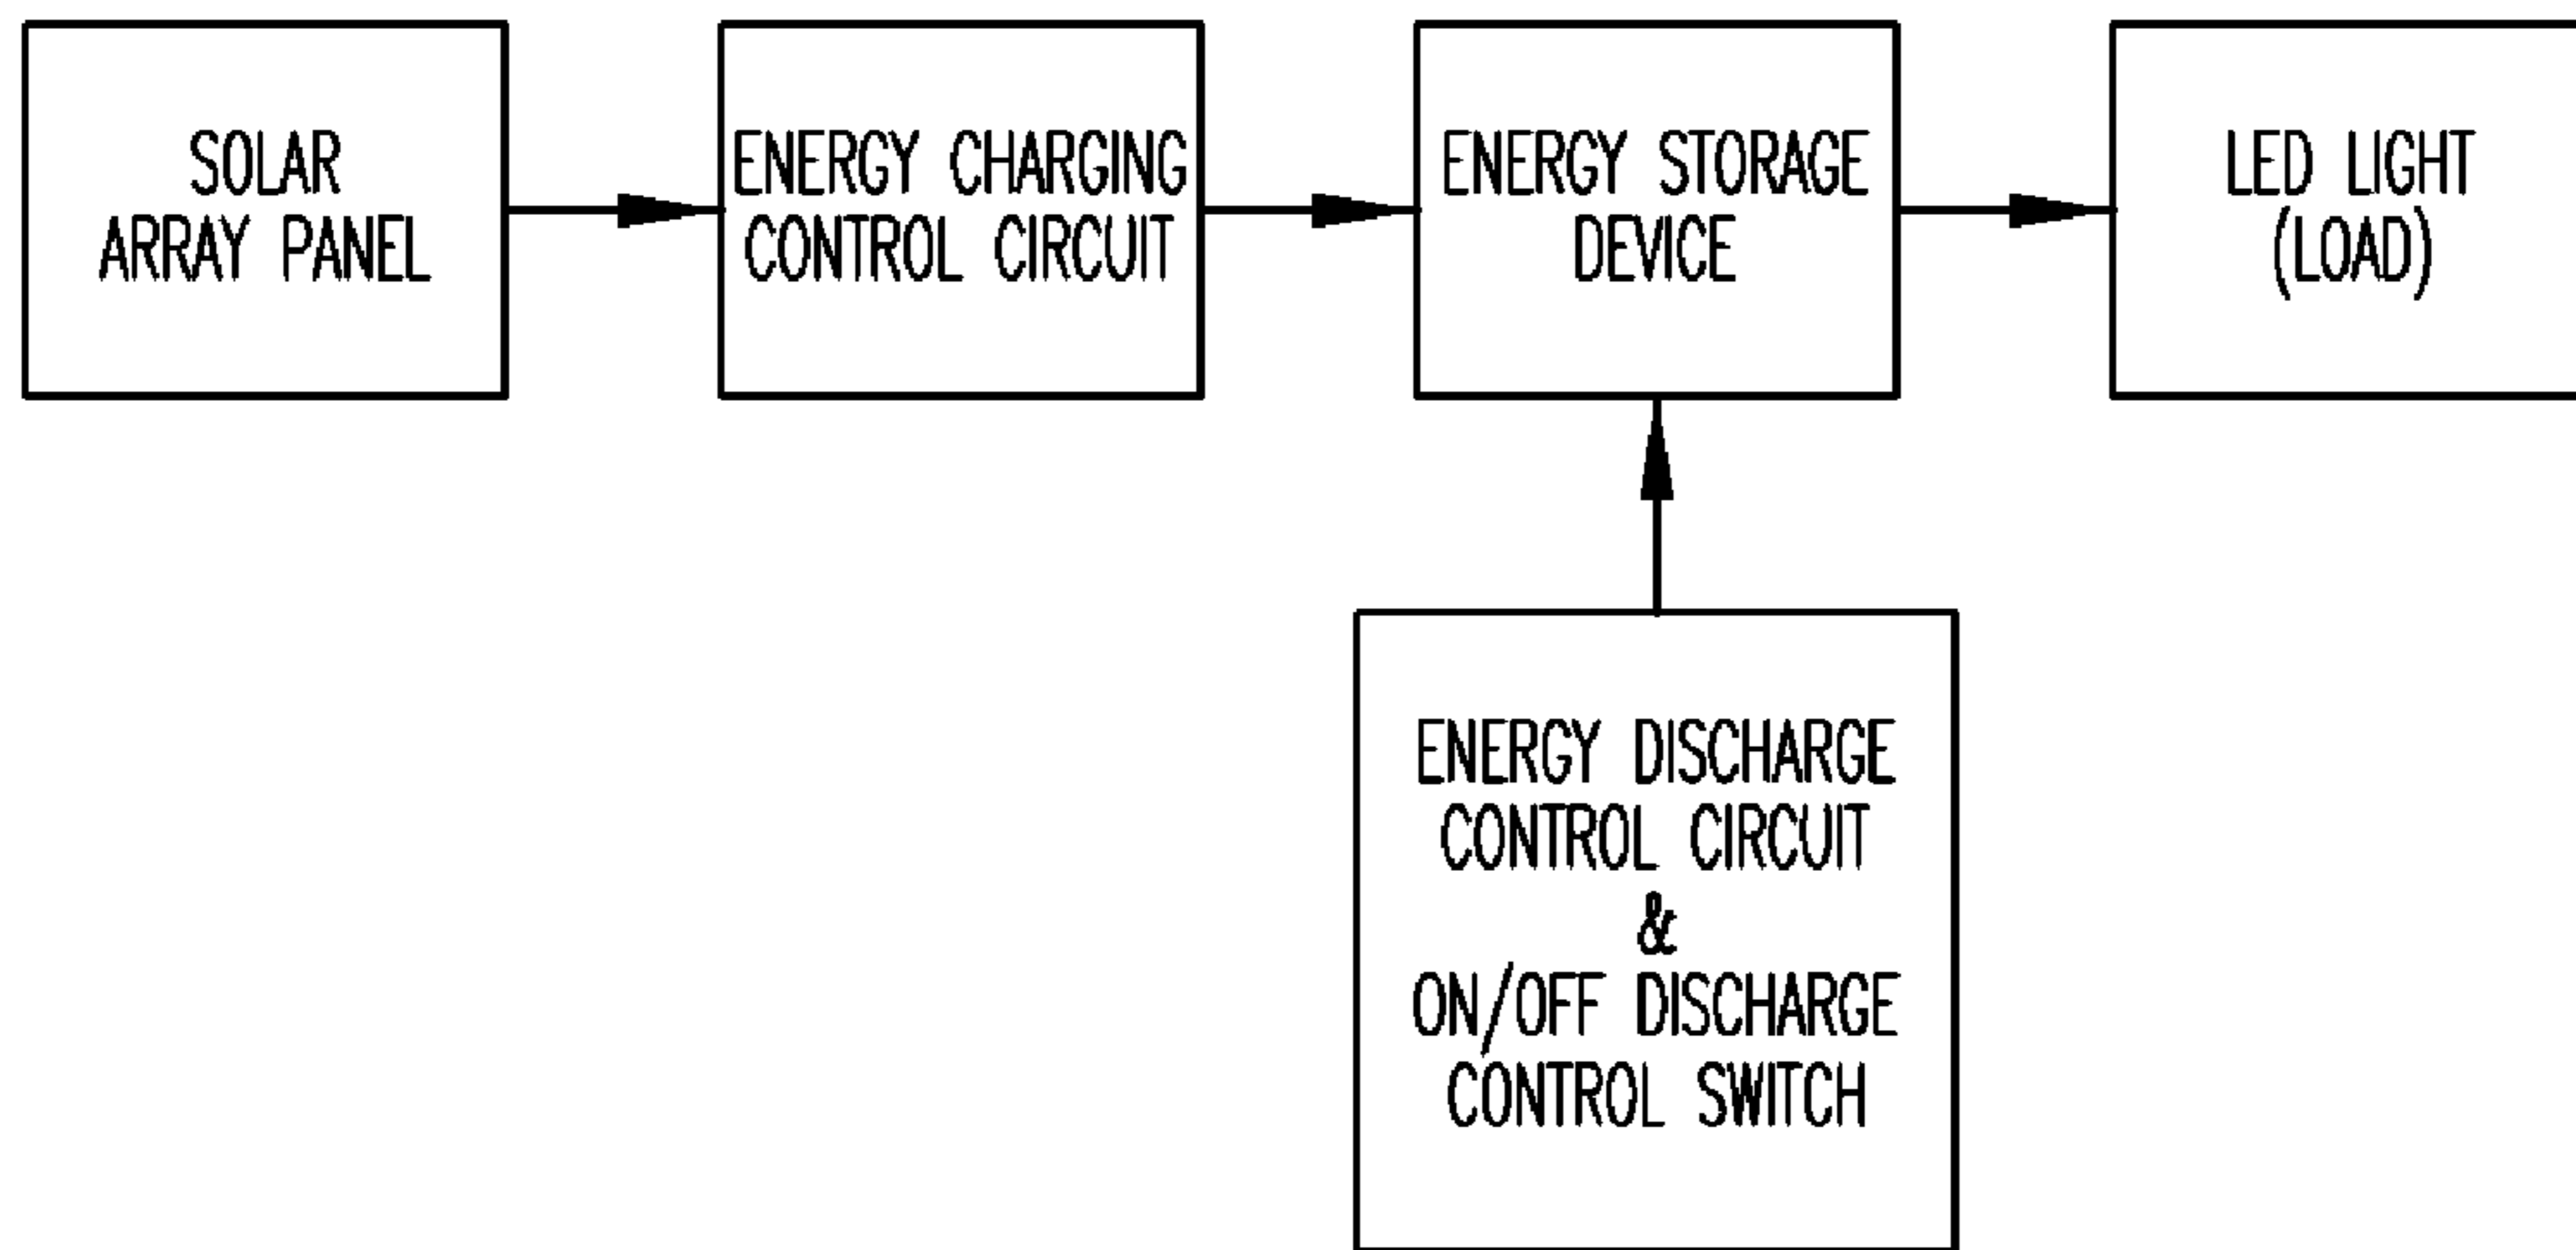 SOLAR
ARRAY PANEL
ENERGY CHARGING
CONTROL CIRCUIT
ENERGY STORAGE
DEVICE
LED LIGHT
(LOAD)
ENERGY DISCHARGE
CONTROL CIRCUIT
&
ON/OFF DISCHARGE
CONTROL SWITCH